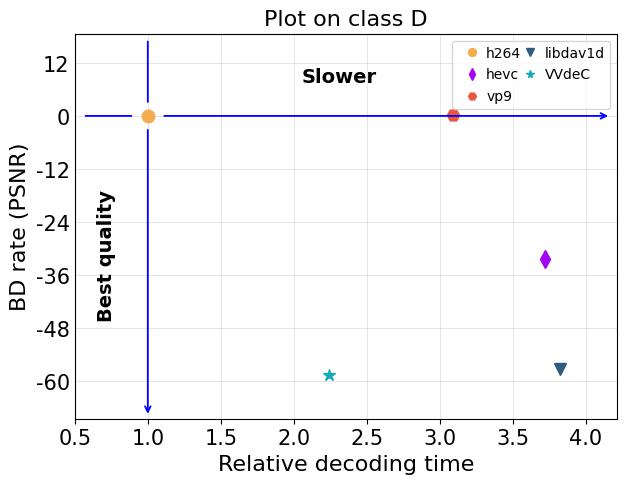 Plot on class D
h264 libdav1d
hevc VVdeC
vp9
Slower
Best quality
BD rate (PSNR)
12
0
-12
-24
-36
-48
-60
0.5 1.0 1.5 2.0 2.5 3.0 3.5 4.0
Relative decoding time